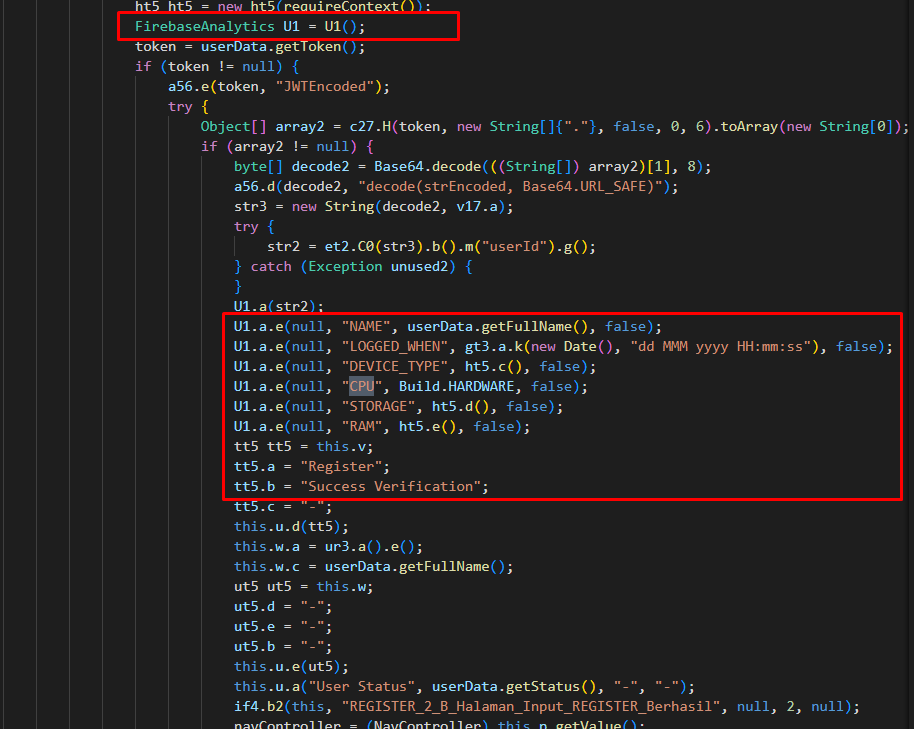 ht5 ht5 = new ht5(requireContext());
FirebaseAnalytics U1 = U1();
token = userData.getToken();
if (token != null) {
a56.e(token, "JWTEncoded");
try {
Object[] array2 = c27.H(token, new String[]{"."}, false, 0, 6).toArray(new String[0]);
if (array2 != null) {
byte[] decode2 = Base64.decode(((String[]) array2)[1], 8);
a56.d(decode2, "decode(strEncoded, Base64.URL_SAFE)");
str3 = new String(decode2, v17.a);
try {
str2 = et2.C0(str3).b().m("userId").g();
} catch (Exception unused2) {
}
U1.a(str2);
U1.a.e(null, "NAME", userData.getFullName(), false);
U1.a.e(null, "LOGGED_WHEN", gt3.a.k(new Date(), "dd MMM yyyy HH:mm:ss"), false);
U1.a.e(null, "DEVICE_TYPE", ht5.c(), false);
U1.a.e(null, "CPU", Build.HARDWARE, false);
U1.a.e(null, "STORAGE", ht5.d(), false);
U1.a.e(null, "RAM", ht5.e(), false);
tt5 tt5 = this.v;
tt5.a = "Register";
tt5.b = "Success Verification";
tt5.c = "-";
this.u.d(tt5);
this.w.a = ur3.a().e();
this.w.c = userData.getFullName();
ut5 ut5 = this.w;
ut5.d = "-";
ut5.e = "-";
ut5.b = "-";
this.u.e(ut5);
this.u.a("User Status", userData.getStatus(), "-", "-");
if4.b2(this, "REGISTER_2_B_Halaman_Input_REGISTER_Berhasil", null, 2, null);
navController = (NavController) this.n.getValue();